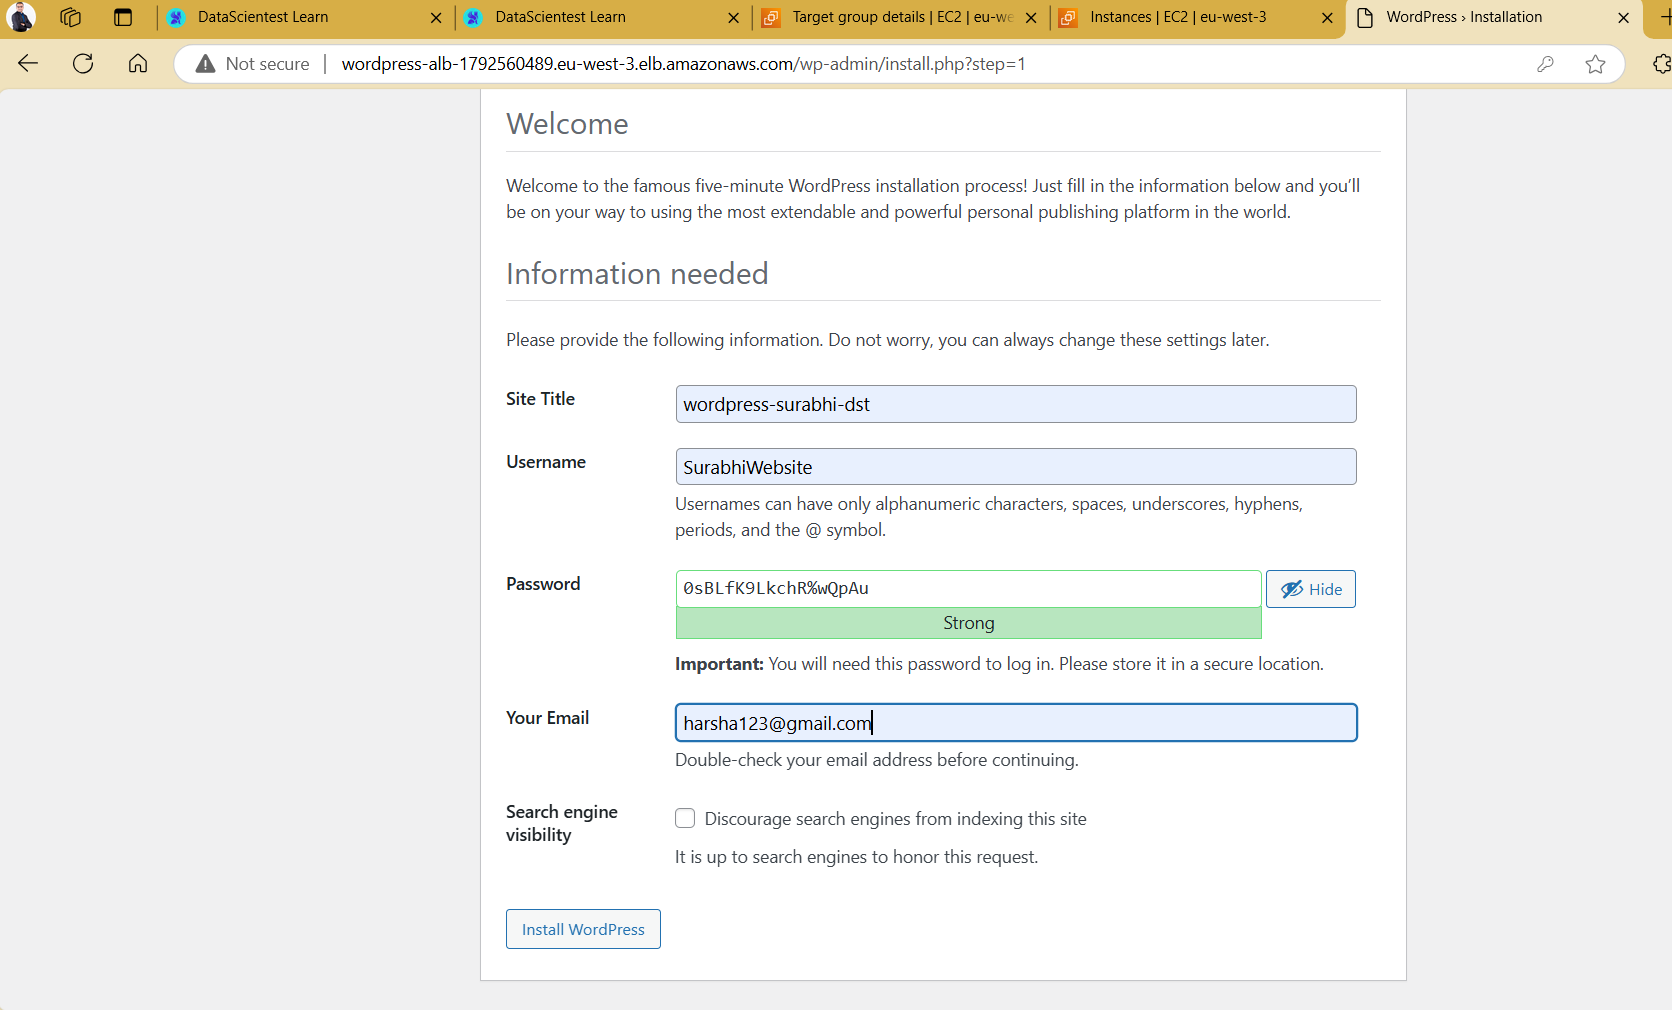 DataScientest Learn
DataScientest Learn
Target group details | EC2 | eu-we
Instances | EC2 | eu-west-3
WordPress › Installation
Not secure
wordpress-alb-1792560489.eu-west-3.elb.amazonaws.com/wp-admin/install.php?step=1
Welcome
Welcome to the famous five-minute WordPress installation process! Just fill in the information below and you’ll
be on your way to using the most extendable and powerful personal publishing platform in the world.
Information needed
Please provide the following information. Do not worry, you can always change these settings later.
Site Title
wordpress-surabhi-dst
Username
SurabhiWebsite
Usernames can have only alphanumeric characters, spaces, underscores, hyphens,
periods, and the @ symbol.
Password
0sBLfK9LkchR%wQpAu
Hide
Strong
Important: You will need this password to log in. Please store it in a secure location.
Your Email
harsha123@gmail.com
Double-check your email address before continuing.
Search engine
visibility
Discourage search engines from indexing this site
It is up to search engines to honor this request.
Install WordPress